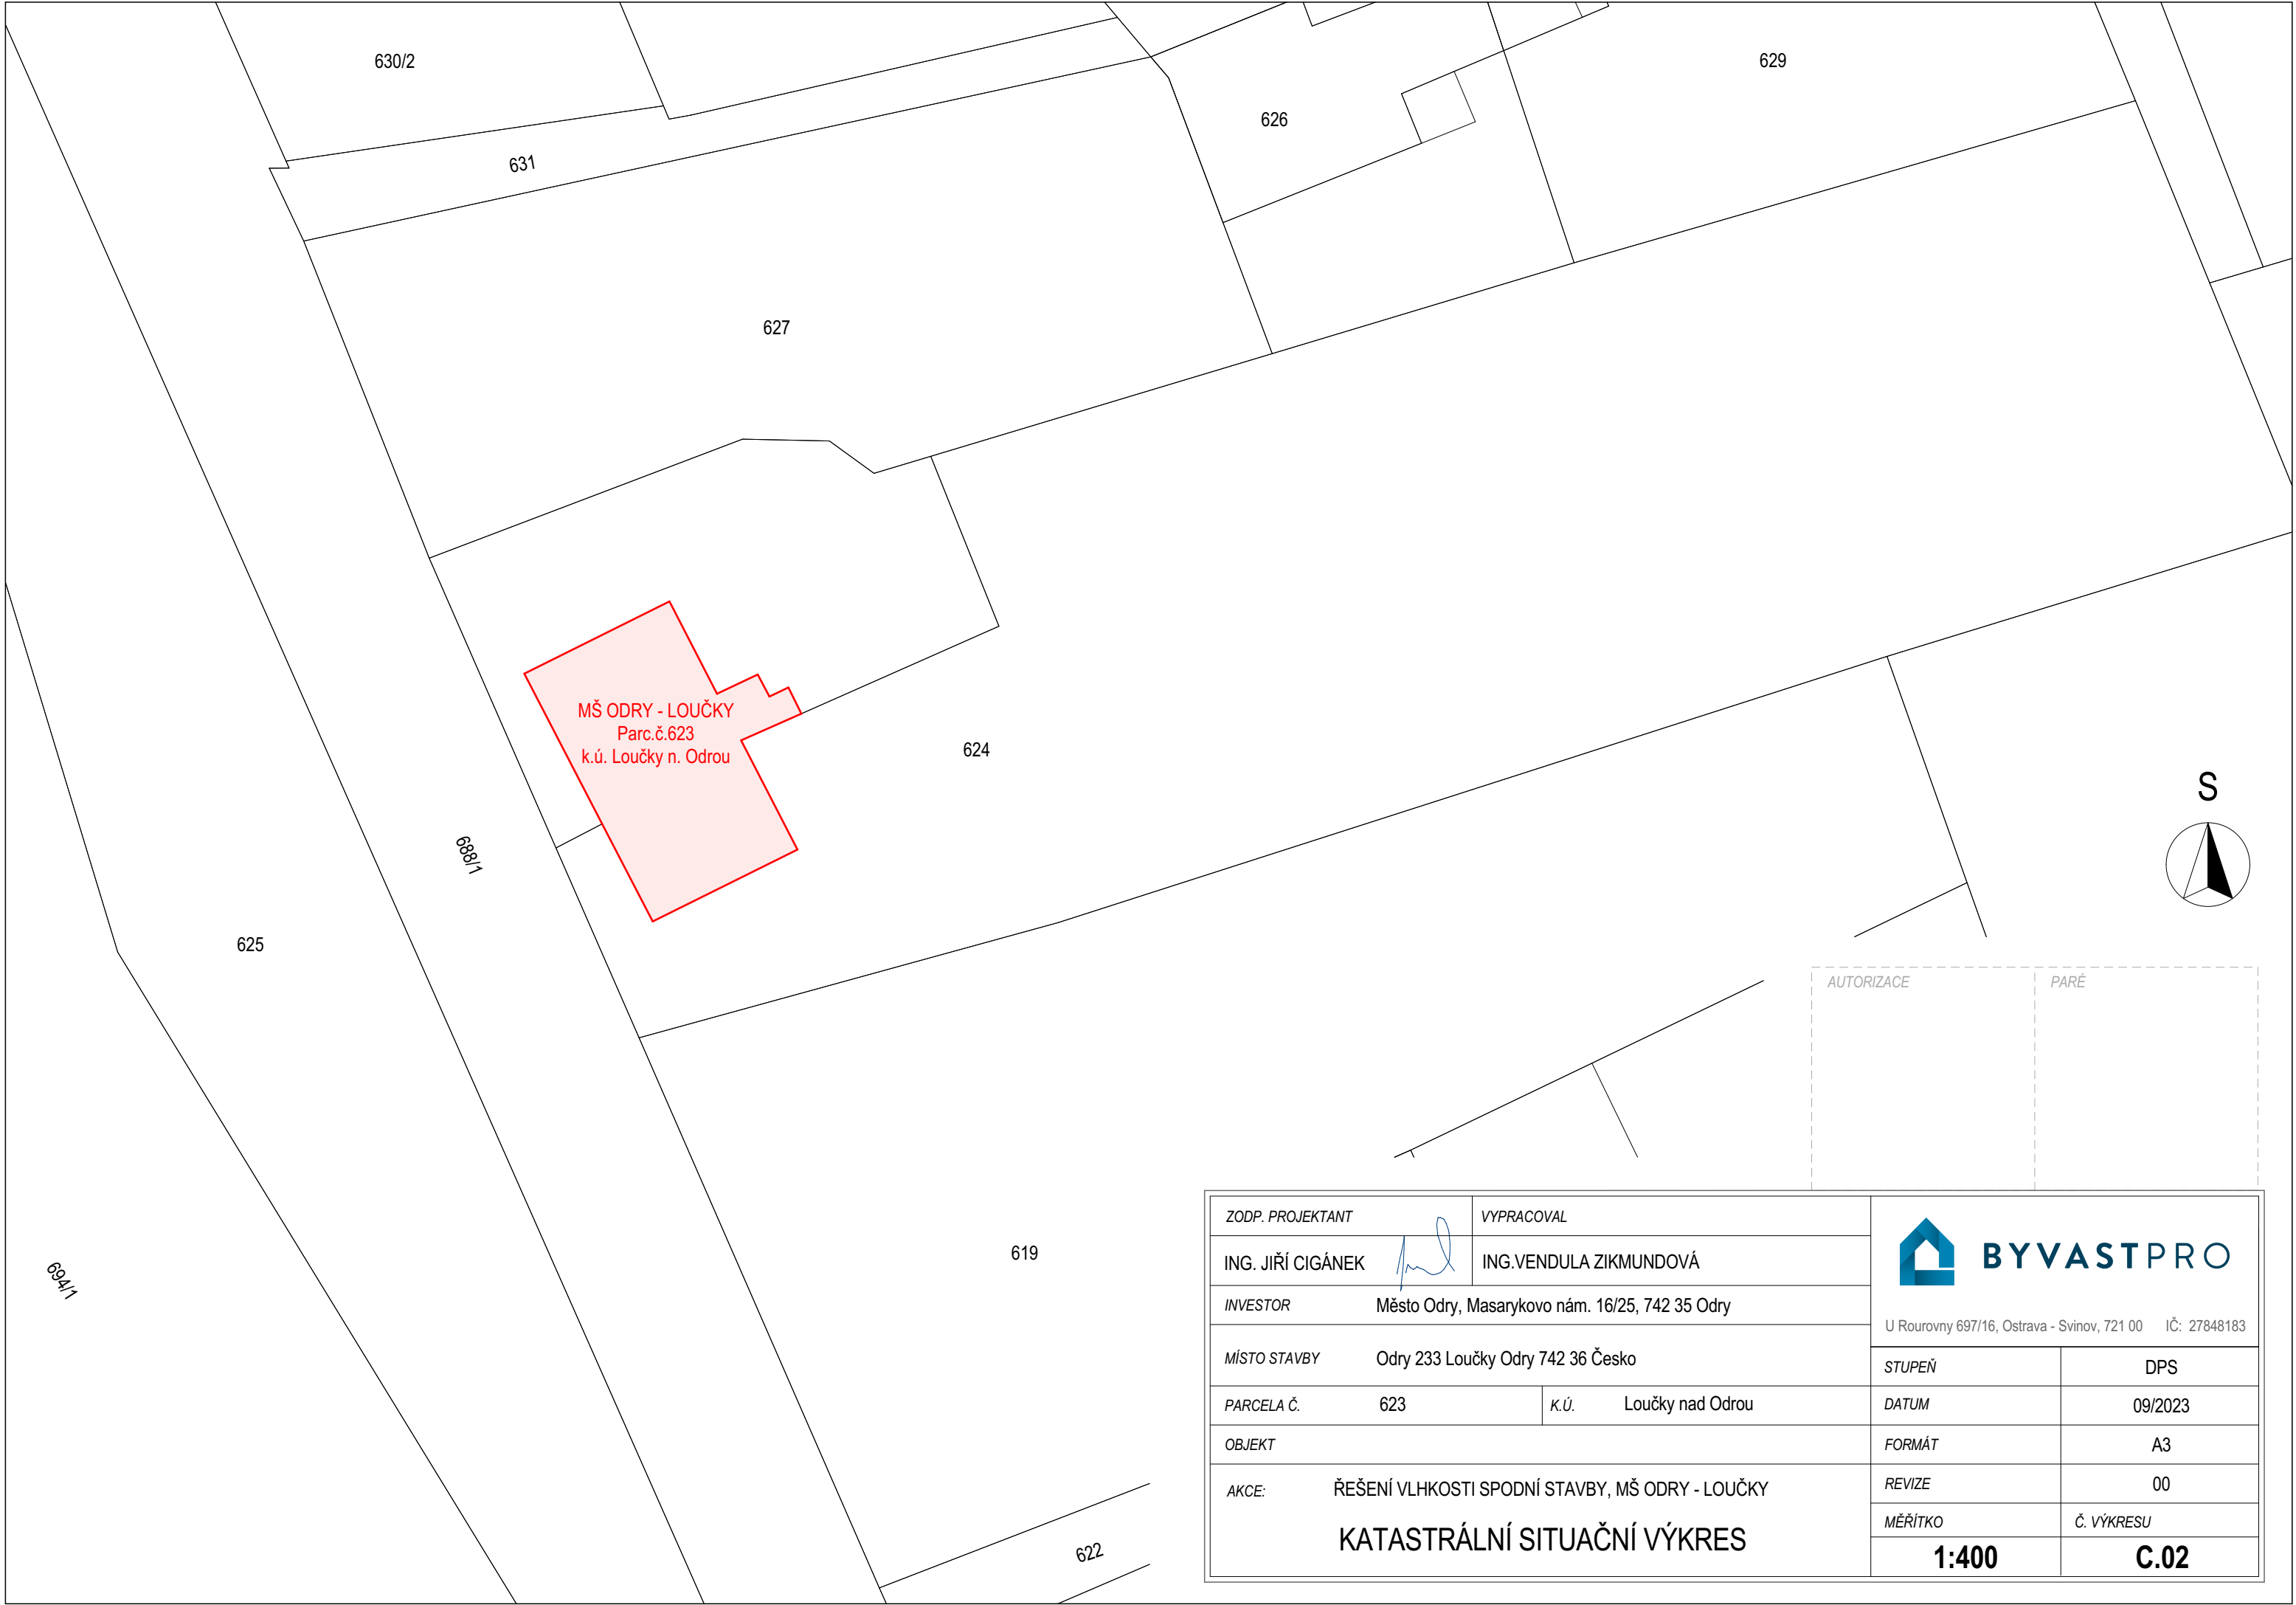 630/2
629
626
631
627
MŠ ODRY - LOUČKY
Parc.č.623
k.ú. Loučky n. Odrou
624
S
688/1
625
AUTORIZACE
PARÉ
619
694/1
622
ZODP. PROJEKTANT
VYPRACOVAL
ING. JIŘÍ CIGÁNEK
ING.VENDULA ZIKMUNDOVÁ
INVESTOR
Město Odry, Masarykovo nám. 16/25, 742 35 Odry
MÍSTO STAVBY
Odry 233 Loučky Odry 742 36 Česko
PARCELA Č.
623
K.Ú.
Loučky nad Odrou
OBJEKT
AKCE:
ŘEŠENÍ VLHKOSTI SPODNÍ STAVBY, MŠ ODRY - LOUČKY
KATASTRÁLNÍ SITUAČNÍ VÝKRES
BYVASTPRO
U Rourovny 697/16, Ostrava - Svinov, 721 00 IČ: 27848183
STUPEŇ
DPS
DATUM
09/2023
FORMÁT
A3
REVIZE
00
MĚŘÍTKO
Č. VÝKRESU
1:400
C.02